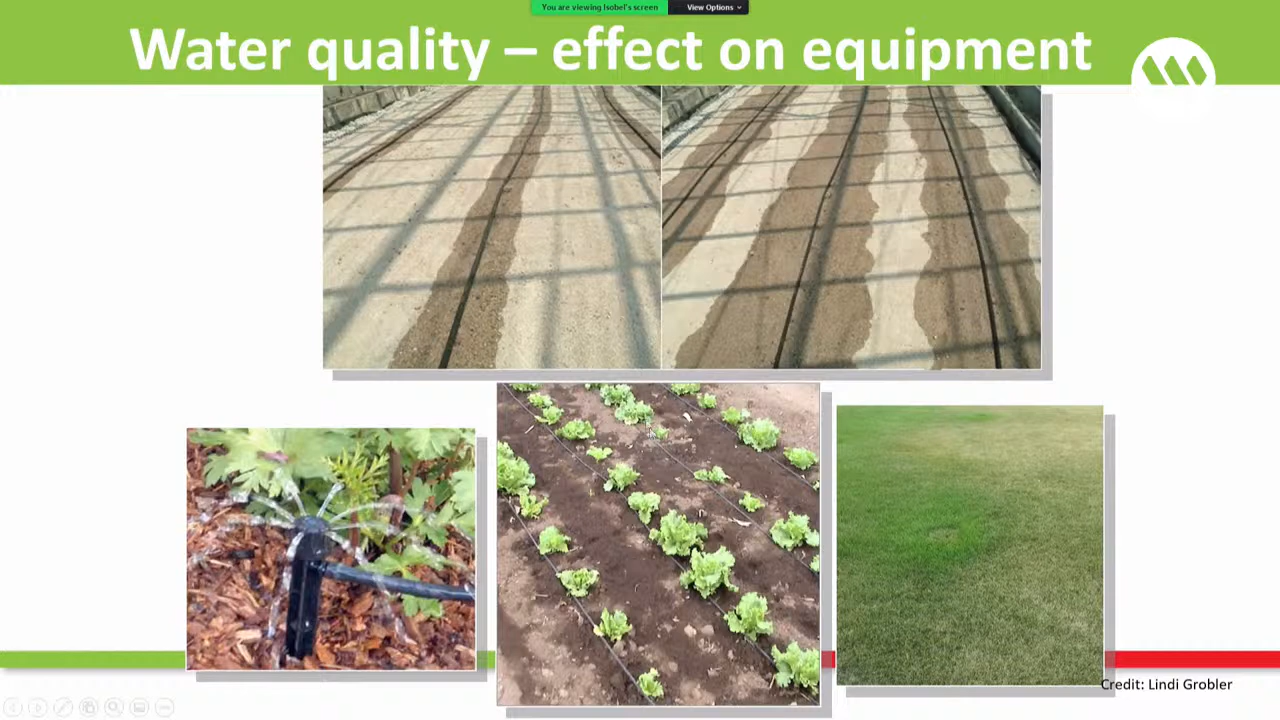 You are viewing Isobel's screen
View Options
Water quality – effect on equipment
Credit: Lindi Grobler